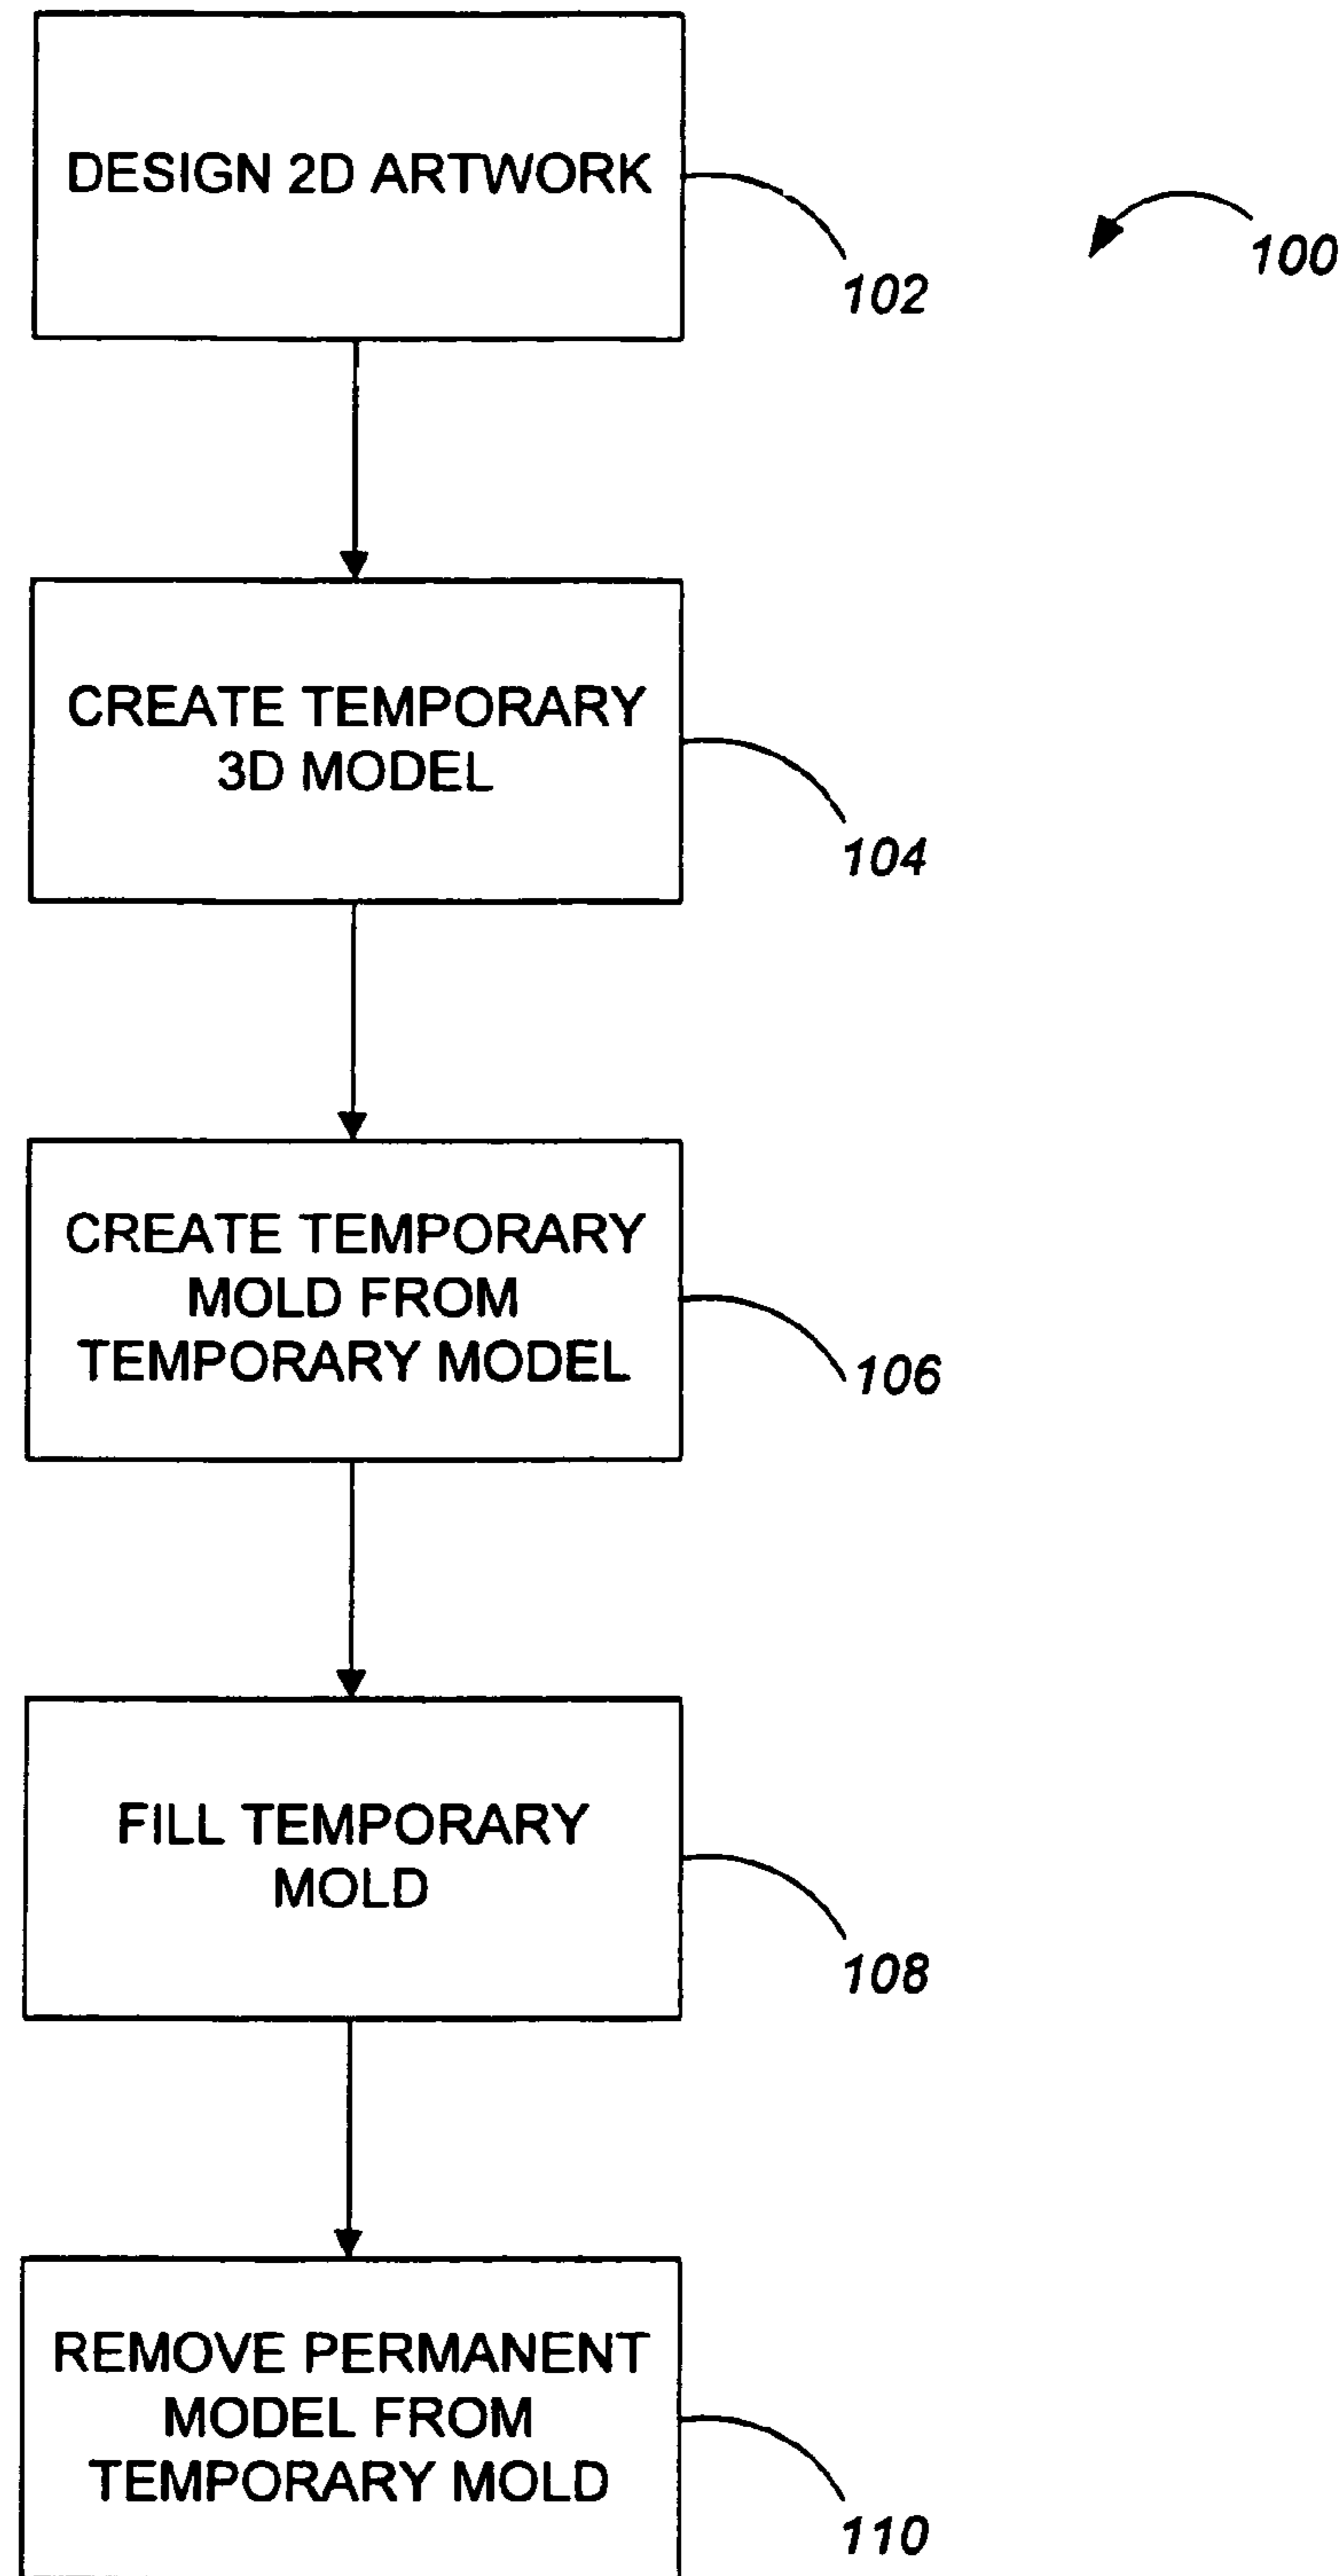 DESIGN 2D ARTWORK
102
100
CREATE TEMPORARY
3D MODEL
104
CREATE TEMPORARY
MOLD FROM
TEMPORARY MODEL
106
FILL TEMPORARY
MOLD
108
REMOVE PERMANENT
MODEL FROM
TEMPORARY MOLD
110